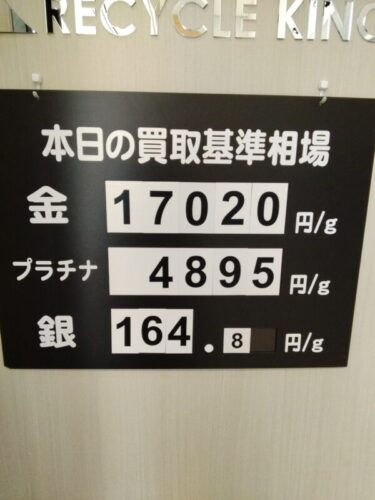 RECYCLE KING
本日の買取基準相場
金 17020 円/g
プラチナ 4895 円/g
銀 164.8 円/g